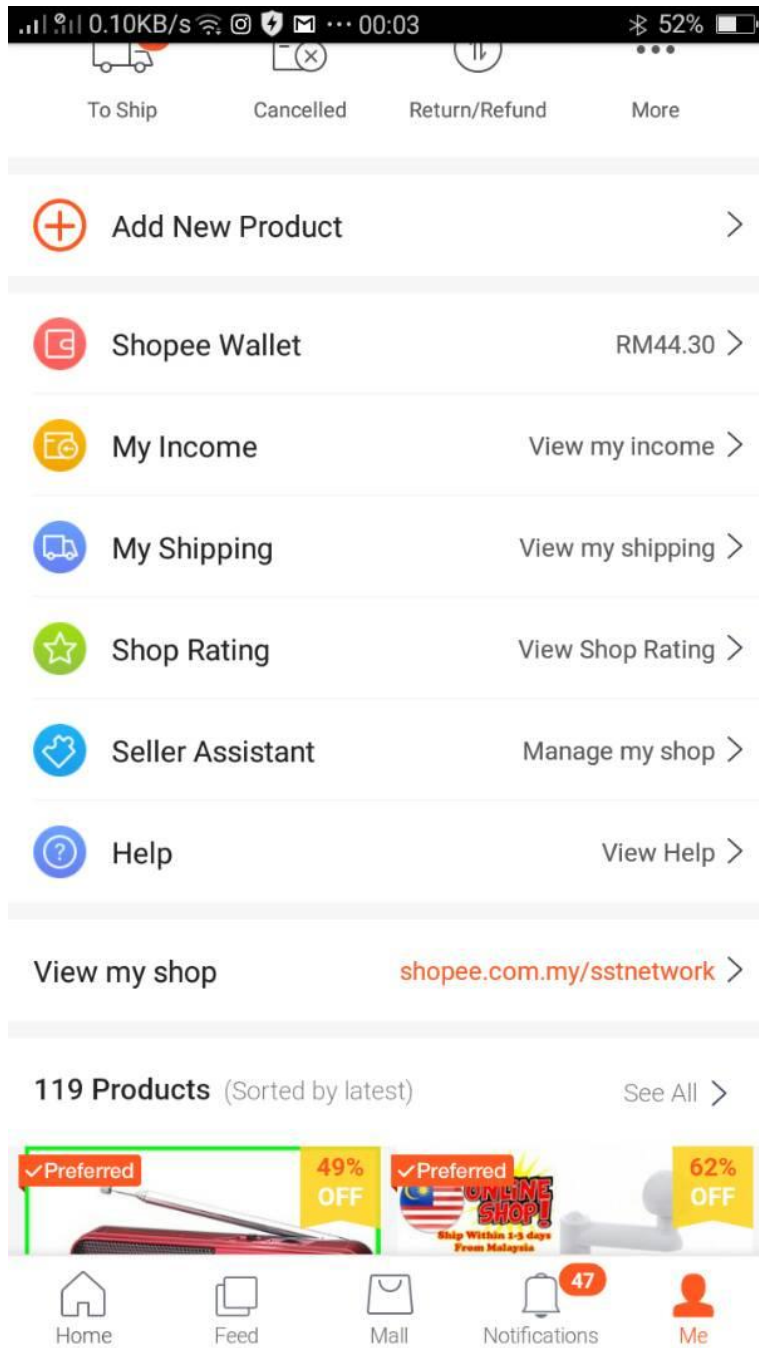 0.10KB/s ··· 00:03 52%
To Ship Cancelled Return/Refund More
Add New Product
Shopee Wallet RM44.30
My Income View my income
My Shipping View my shipping
Shop Rating View Shop Rating
Seller Assistant Manage my shop
Help View Help
View my shop shopee.com.my/sstnetwork
119 Products (Sorted by latest) See All
Preferred 49% OFF
Preferred 62% OFF
ONLINE
SHOP!
Ship Within 1-3 days
From Malaysia
47
Home Feed Mall Notifications Me